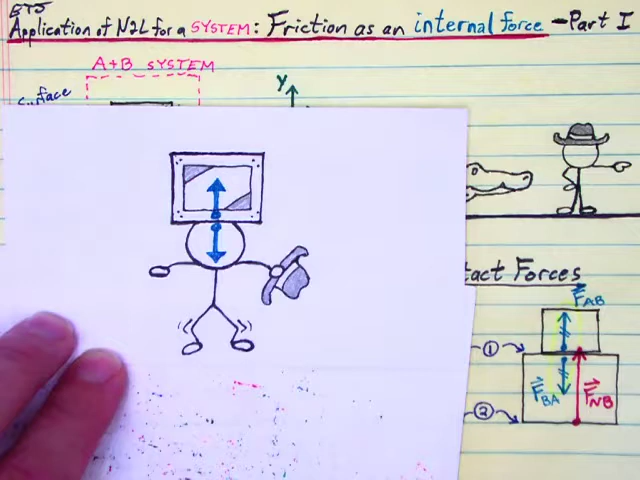 ETS
Application of N2L for a SYSTEM: Friction as an internal force - Part I
A+B SYSTEM
surface
Y
tact Forces
F_AB
①
F_BA
F_NB
②